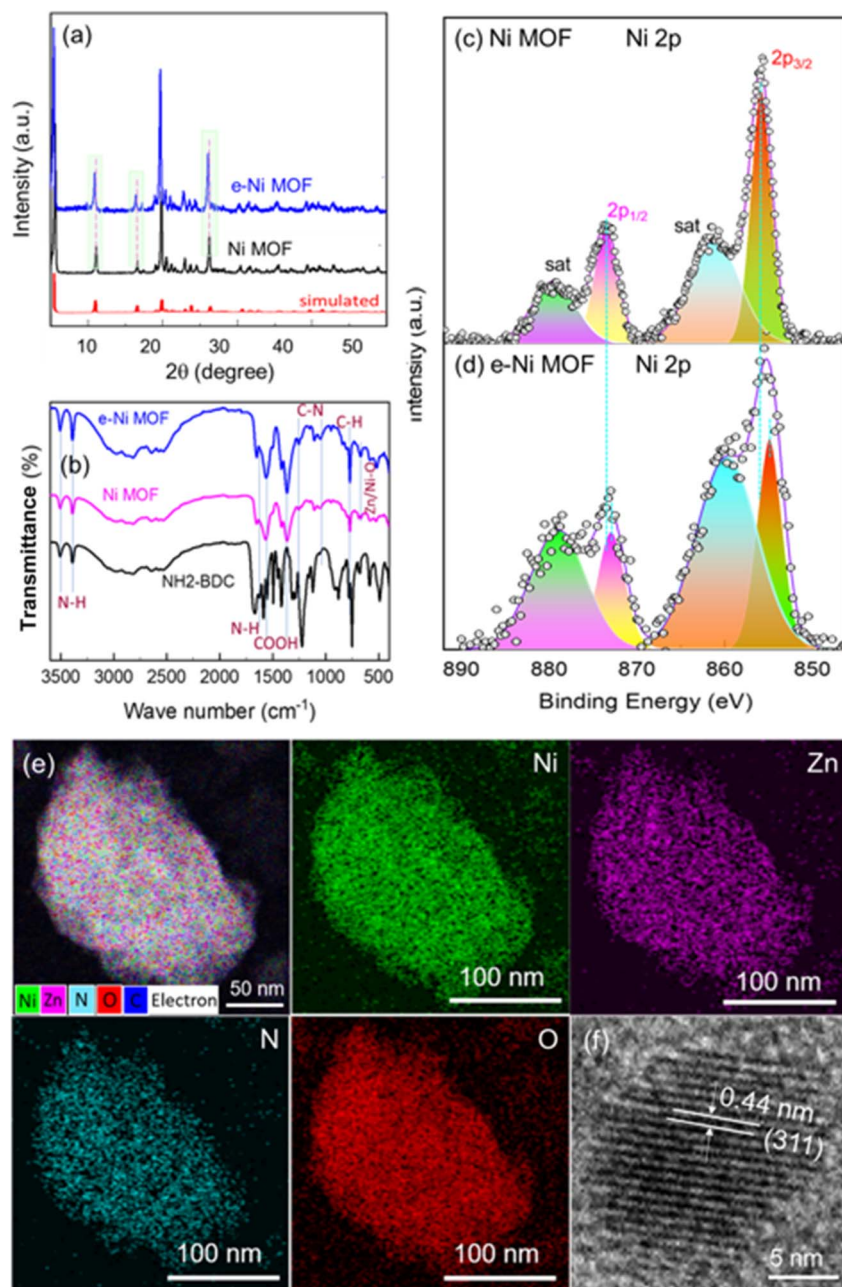 (a)
e-Ni MOF
Ni MOF
simulated
Intensity (a.u.)
10 20 30 40 50
2θ (degree)
(b)
e-Ni MOF
C-N
C-H
Zn/Ni-O
Ni MOF
NH2-BDC
N-H
N-H
COOH
Transmittance (%)
3500 3000 2500 2000 1500 1000 500
Wave number (cm⁻¹)
(c) Ni MOF Ni 2p
2p₃/₂
2p₁/₂
sat
sat
(d) e-Ni MOF Ni 2p
Intensity (a.u.)
890 880 870 860 850
Binding Energy (eV)
(e)
Ni Zn N O C Electron
50 nm
Ni
100 nm
Zn
100 nm
N
100 nm
O
100 nm
(f)
0.44 nm
(311)
5 nm